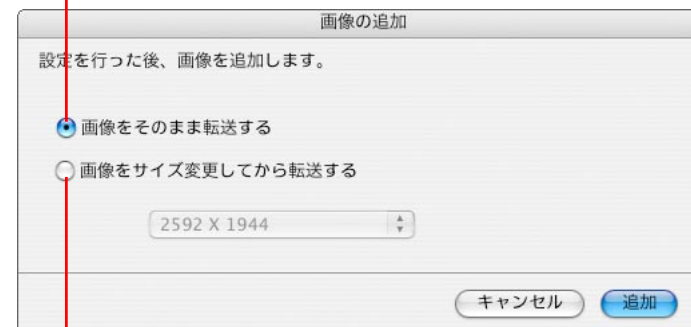 画像の追加
設定を行った後、画像を追加します。
画像をそのまま転送する
画像をサイズ変更してから転送する
2592 X 1944
キャンセル 追加